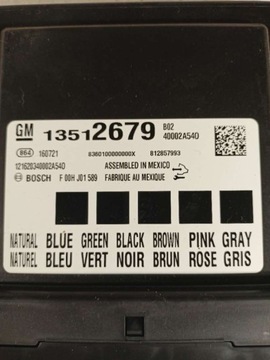 GM 13512679 B02
40002A540
864 160721 8360100000000X 812857993
121620340002A540 ASSEMBLED IN MEXICO
BOSCH F 00H J01 589 FABRIQUE AU MEXIQUE
NATURAL BLUE GREEN BLACK BROWN PINK GRAY
NATUREL BLEU VERT NOIR BRUN ROSE GRIS